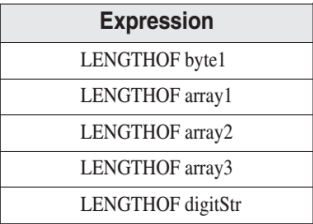 Expression
LENGTHOF byte1
LENGTHOF array1
LENGTHOF array2
LENGTHOF array3
LENGTHOF digitStr